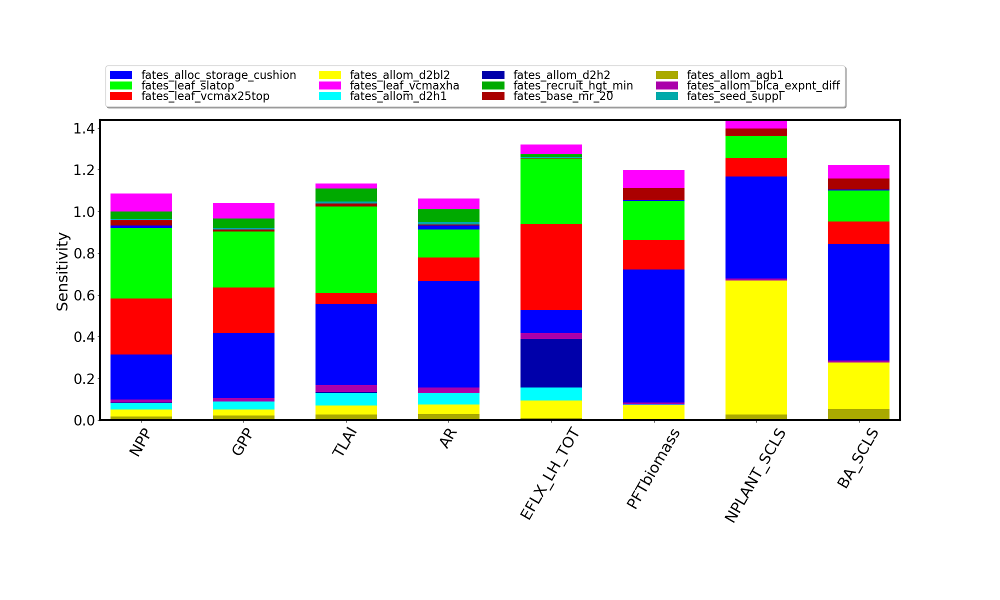 fates_alloc_storage_cushion fates_allom_d2bl2 fates_allom_d2h2 fates_allom_agb1
fates_leaf_slatop fates_leaf_vcmaxha fates_recruit_hgt_min fates_allom_blca_expnt_diff
fates_leaf_vcmax25top fates_allom_d2h1 fates_base_mr_20 fates_seed_suppl
1.4
1.2
1.0
0.8
0.6
0.4
0.2
0.0
Sensitivity
NPP GPP TLAI AR EFLX_LH_TOT PFTbiomass NPLANT_SCLS BA_SCLS